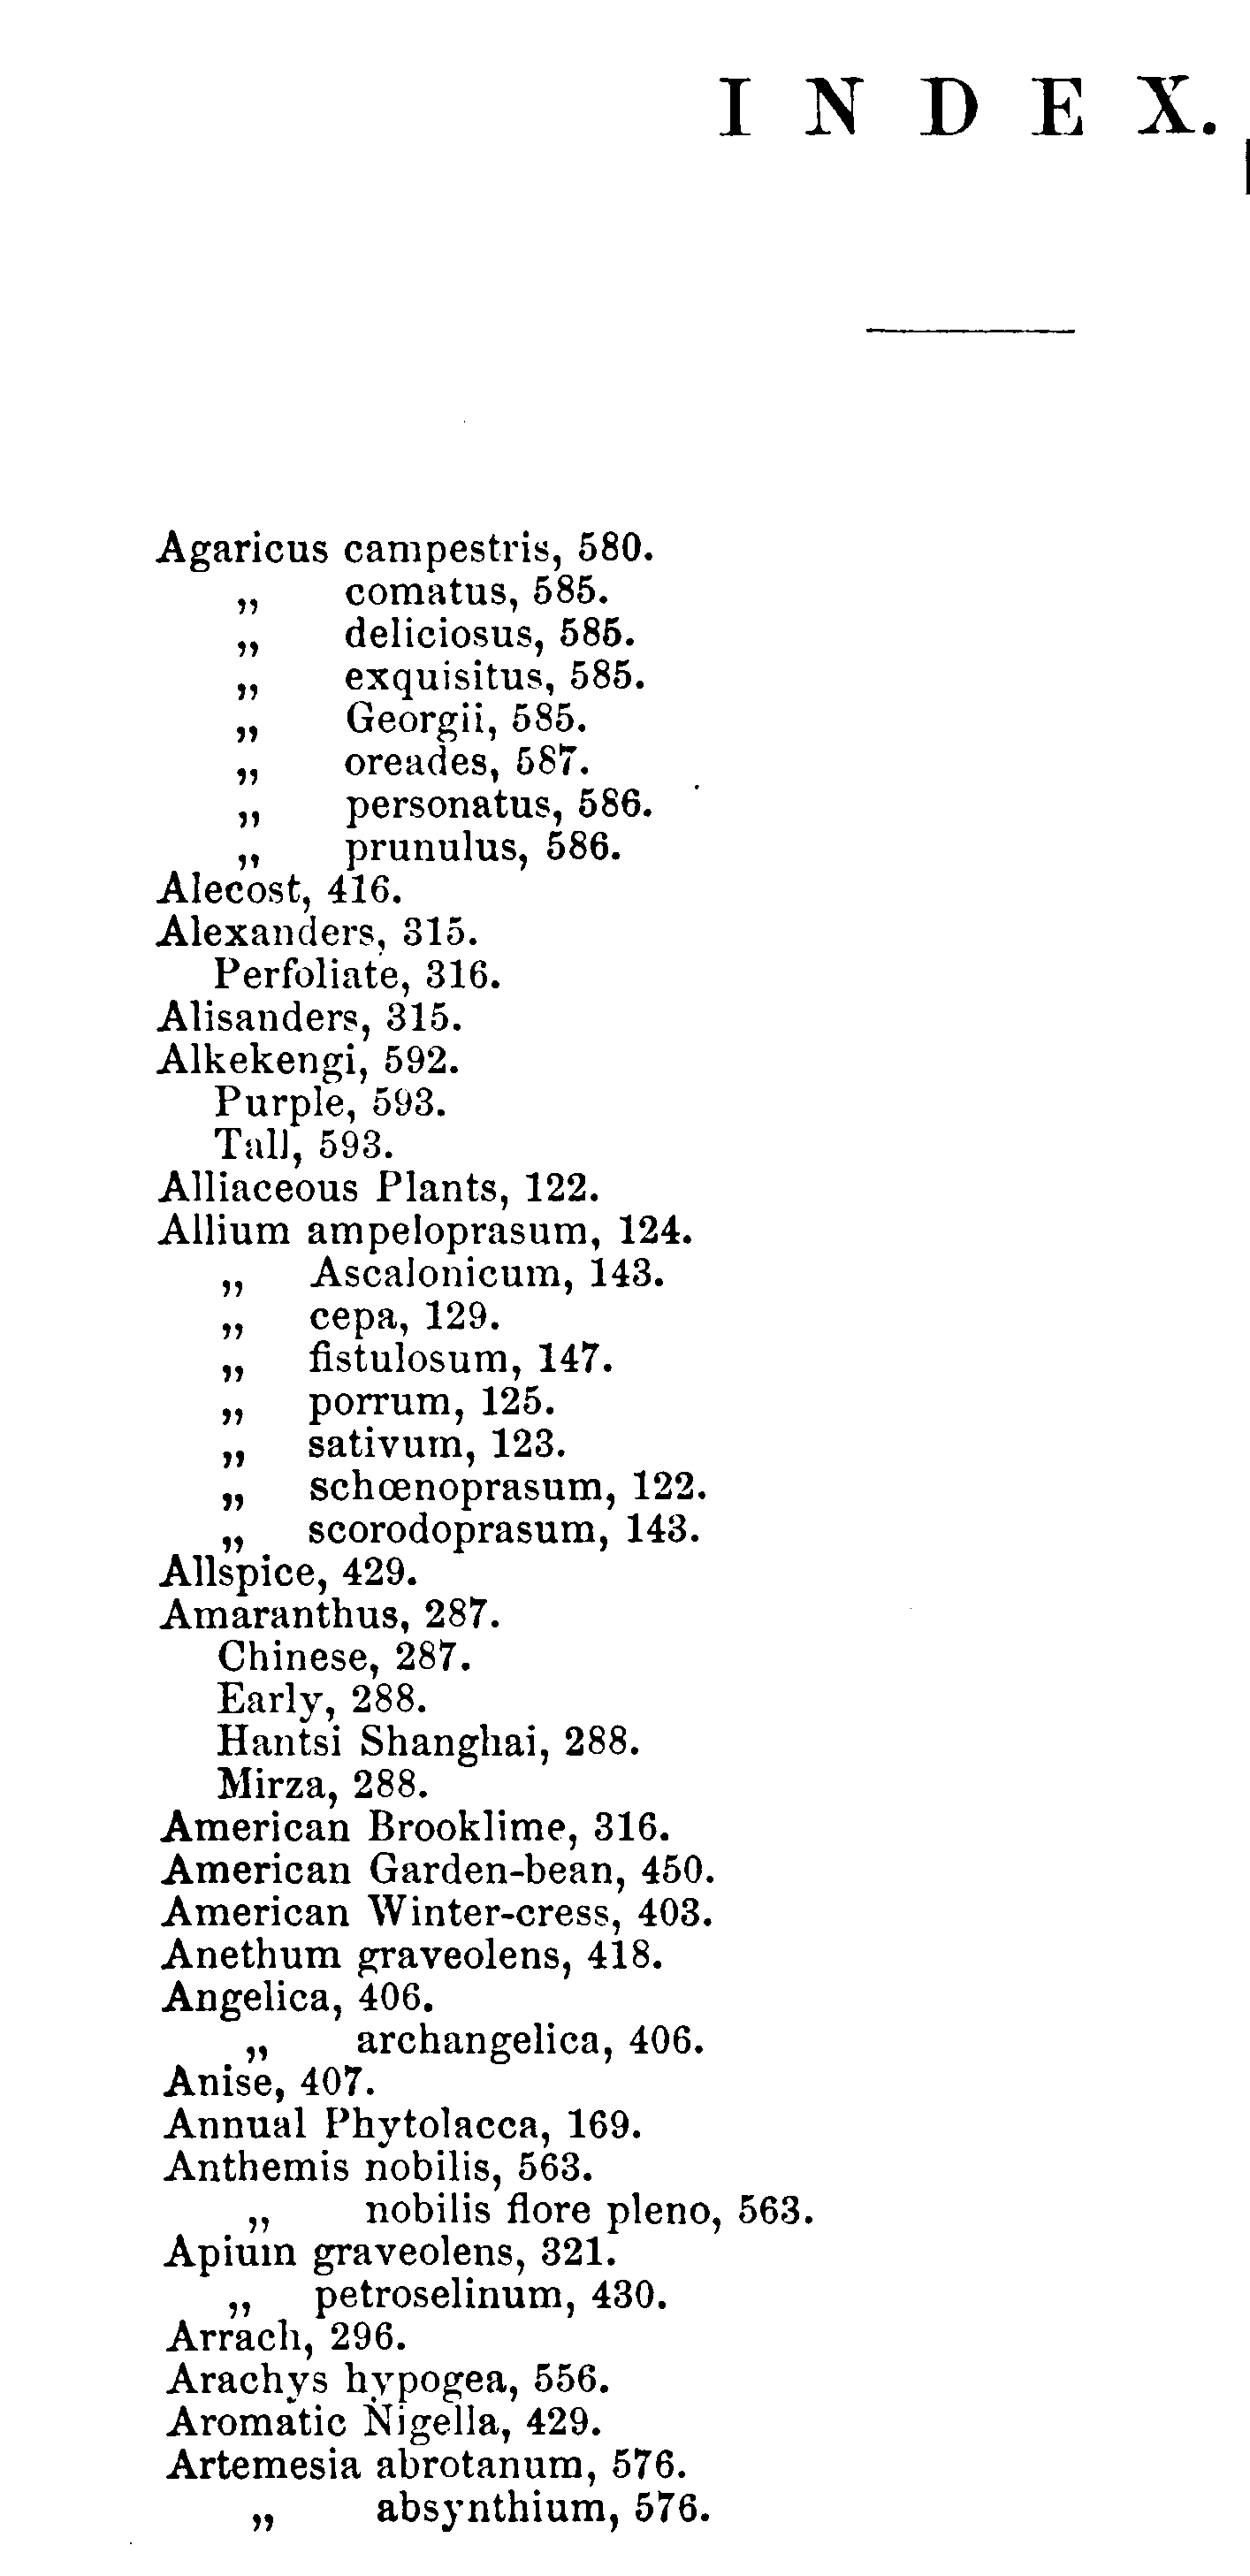 I N D E X.
Agaricus campestris, 580.
„ comatus, 585.
„ deliciosus, 585.
„ exquisitus, 585.
„ Georgii, 585.
„ oreades, 587.
„ personatus, 586.
„ prunulus, 586.
Alecost, 416.
Alexanders, 315.
Perfoliate, 316.
Alisanders, 315.
Alkekengi, 592.
Purple, 593.
Tall, 593.
Alliaceous Plants, 122.
Allium ampeloprasum, 124.
„ Ascalonicum, 143.
„ cepa, 129.
„ fistulosum, 147.
„ porrum, 125.
„ sativum, 123.
„ schœnoprasum, 122.
„ scorodoprasum, 143.
Allspice, 429.
Amaranthus, 287.
Chinese, 287.
Early, 288.
Hantsi Shanghai, 288.
Mirza, 288.
American Brooklime, 316.
American Garden-bean, 450.
American Winter-cress, 403.
Anethum graveolens, 418.
Angelica, 406.
„ archangelica, 406.
Anise, 407.
Annual Phytolacca, 169.
Anthemis nobilis, 563.
„ nobilis flore pleno, 563.
Apium graveolens, 321.
„ petroselinum, 430.
Arrach, 296.
Arachys hypogea, 556.
Aromatic Nigella, 429.
Artemesia abrotanum, 576.
„ absynthium, 576.